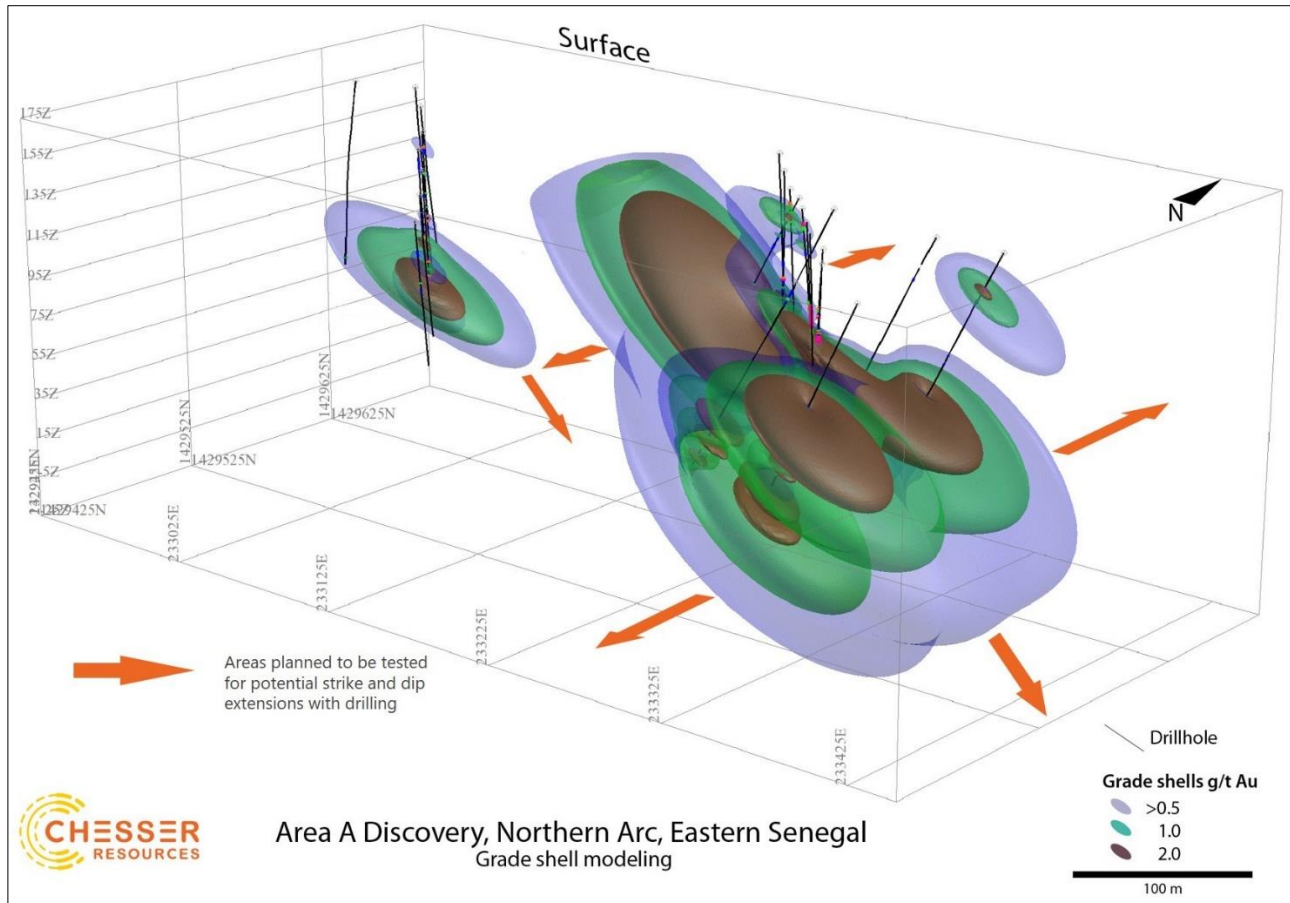 Surface
N
175Z
155Z
135Z
115Z
95Z
75Z
55Z
35Z
15Z
1429625N
1429525N
1429625N
1429525N
1429425N
233025E
233125E
233225E
233325E
233425E
Areas planned to be tested
for potential strike and dip
extensions with drilling
Drillhole
Grade shells g/t Au
>0.5
1.0
2.0
100 m
CHESSER
RESOURCES
Area A Discovery, Northern Arc, Eastern Senegal
Grade shell modeling